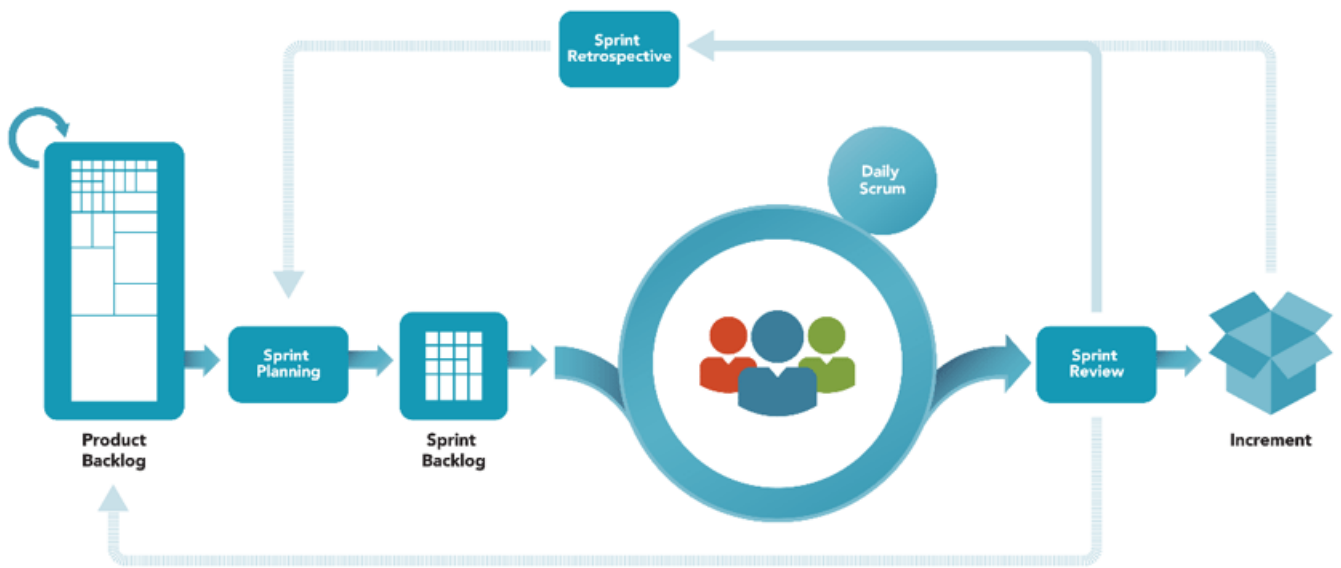 Sprint
Retrospective
Daily
Scrum
Sprint
Planning
Sprint
Review
Product
Backlog
Sprint
Backlog
Increment